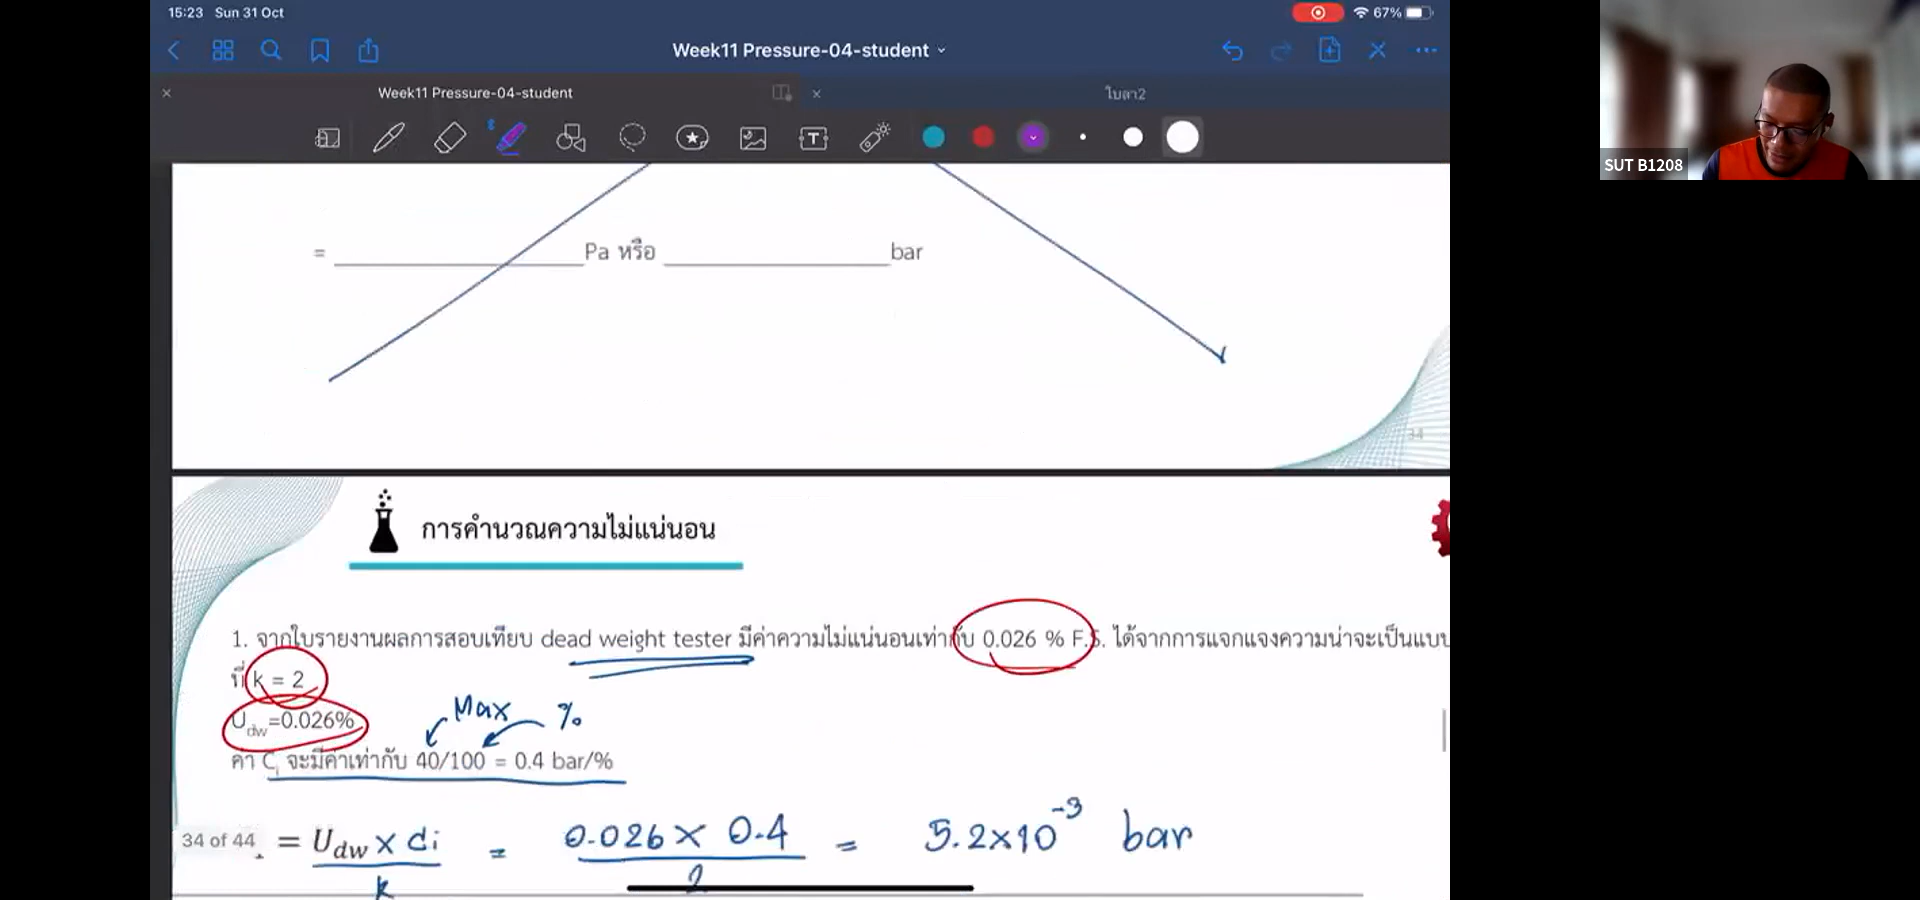 15:23 Sun 31 Oct
67%
Week11 Pressure-04-student
Week11 Pressure-04-student
ใบลา2
SUT B1208
= Pa หรือ bar
34
การคำนวณความไม่แน่นอน
1. จากใบรายงานผลการสอบเทียบ dead weight tester มีค่าความไม่แน่นอนเท่ากับ 0.026 % F.S. ได้จากการแจกแจงความน่าจะเป็นแบบ
ที่ k = 2
Max %
Udw=0.026%
ค่า Ci จะมีค่าเท่ากับ 40/100 = 0.4 bar/%
34 of 44
= Udw × Ci / k = 0.026 × 0.4 / 2 = 5.2×10⁻³ bar